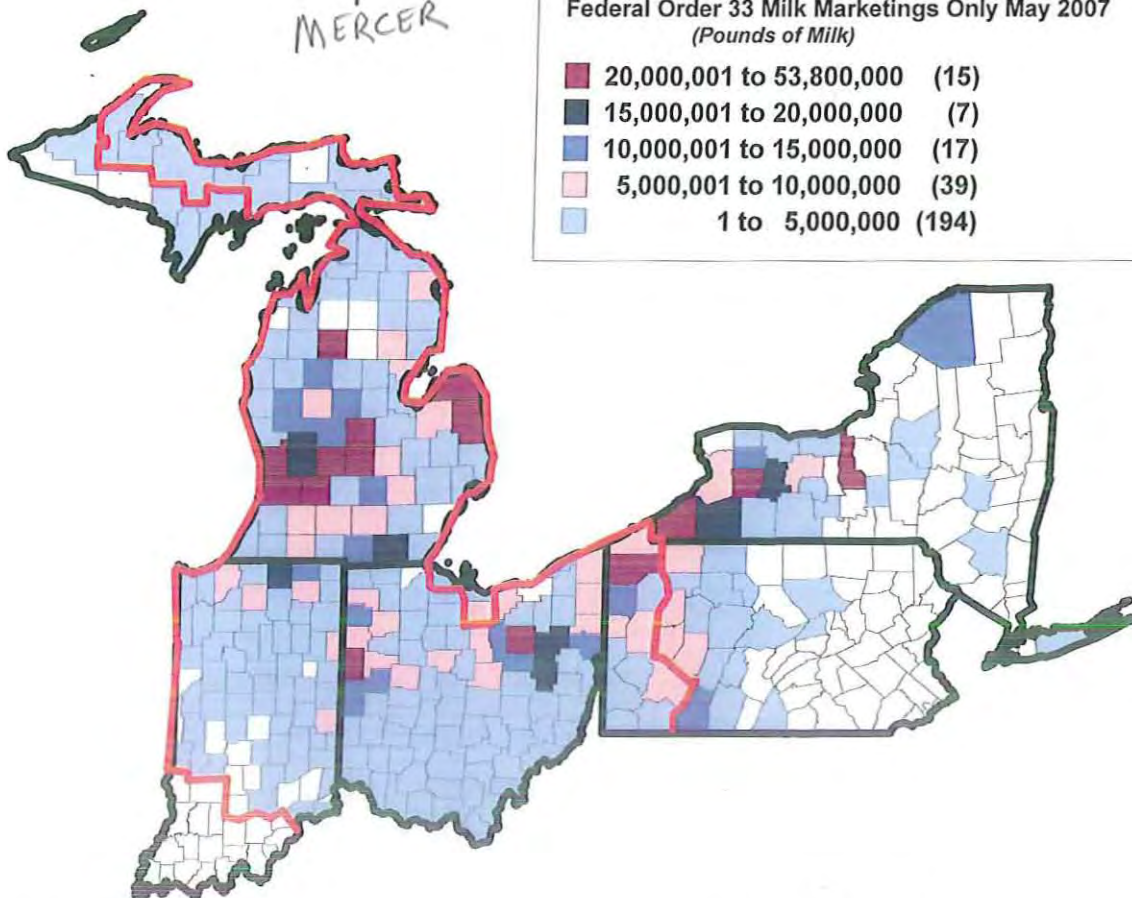 MERCER
Federal Order 33 Milk Marketings Only May 2007
(Pounds of Milk)
20,000,001 to 53,800,000 (15)
15,000,001 to 20,000,000 (7)
10,000,001 to 15,000,000 (17)
5,000,001 to 10,000,000 (39)
1 to 5,000,000 (194)